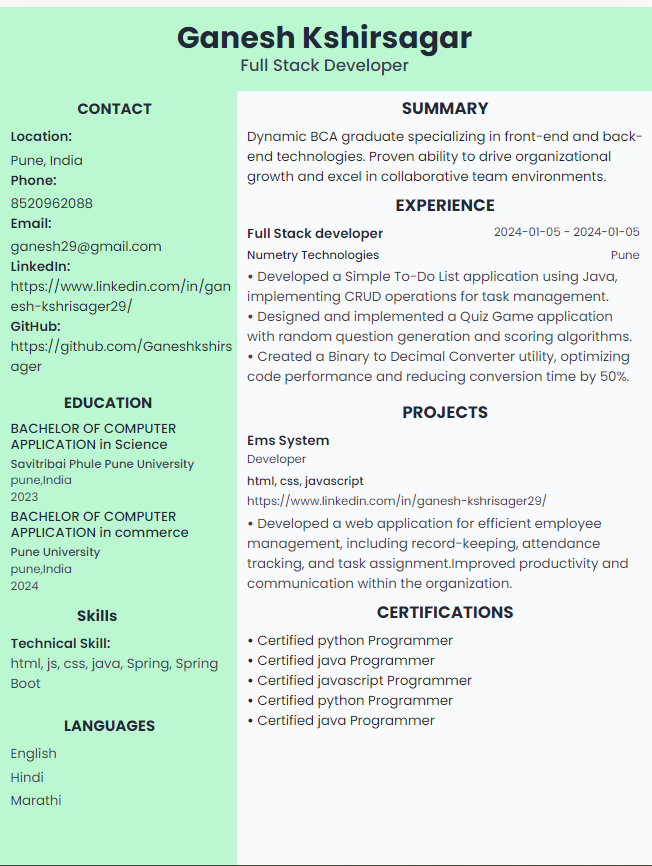 Ganesh Kshirsagar
Full Stack Developer
CONTACT
Location:
Pune, India
Phone:
8520962088
Email:
ganesh29@gmail.com
LinkedIn:
https://www.linkedin.com/in/gan
esh-kshrisager29/
GitHub:
https://github.com/Ganeshkshirs
ager
EDUCATION
BACHELOR OF COMPUTER
APPLICATION in Science
Savitribai Phule Pune University
pune,India
2023
BACHELOR OF COMPUTER
APPLICATION in commerce
Pune University
pune,India
2024
Skills
Technical Skill:
html, js, css, java, Spring, Spring
Boot
LANGUAGES
English
Hindi
Marathi
SUMMARY
Dynamic BCA graduate specializing in front-end and back-
end technologies. Proven ability to drive organizational
growth and excel in collaborative team environments.
EXPERIENCE
Full Stack developer 2024-01-05 - 2024-01-05
Numetry Technologies Pune
• Developed a Simple To-Do List application using Java,
implementing CRUD operations for task management.
• Designed and implemented a Quiz Game application
with random question generation and scoring algorithms.
• Created a Binary to Decimal Converter utility, optimizing
code performance and reducing conversion time by 50%.
PROJECTS
Ems System
Developer
html, css, javascript
https://www.linkedin.com/in/ganesh-kshrisager29/
• Developed a web application for efficient employee
management, including record-keeping, attendance
tracking, and task assignment.Improved productivity and
communication within the organization.
CERTIFICATIONS
• Certified python Programmer
• Certified java Programmer
• Certified javascript Programmer
• Certified python Programmer
• Certified java Programmer